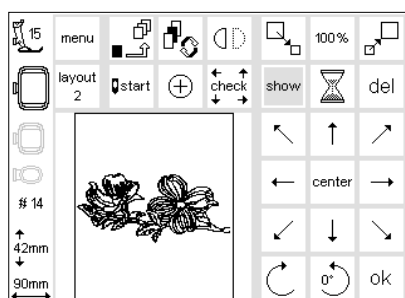 15 menu 100%
layout 2 start check show del
# 14
center
42mm
90mm 0° ok